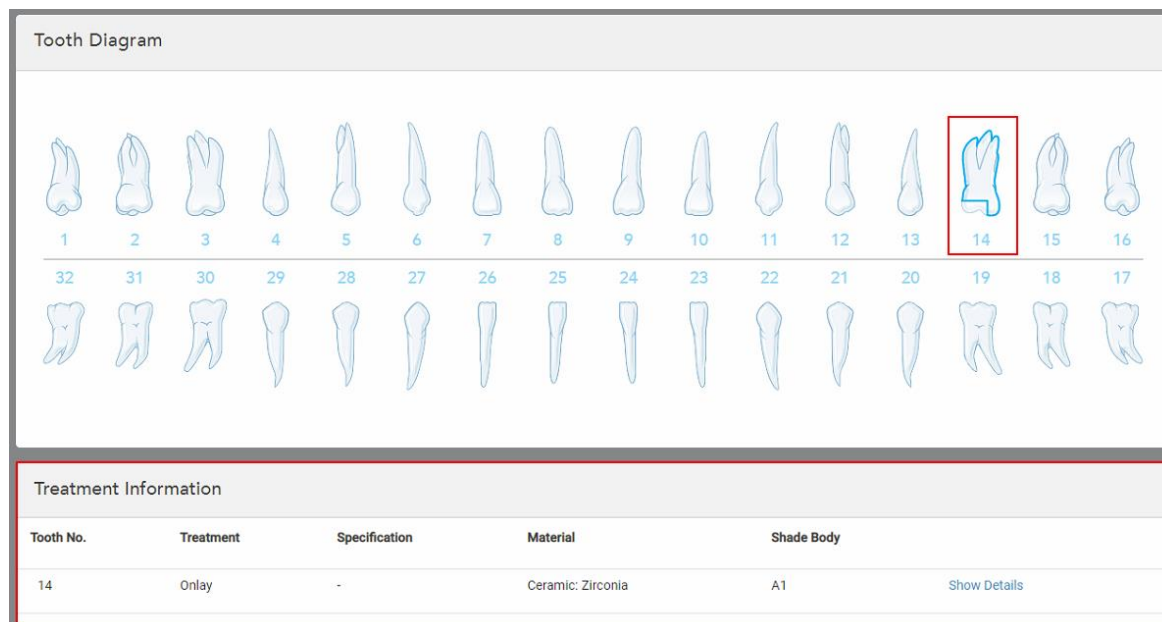 Tooth Diagram
1 2 3 4 5 6 7 8 9 10 11 12 13 14 15 16
32 31 30 29 28 27 26 25 24 23 22 21 20 19 18 17
Treatment Information
Tooth No. Treatment Specification Material Shade Body
14 Onlay - Ceramic: Zirconia A1 Show Details